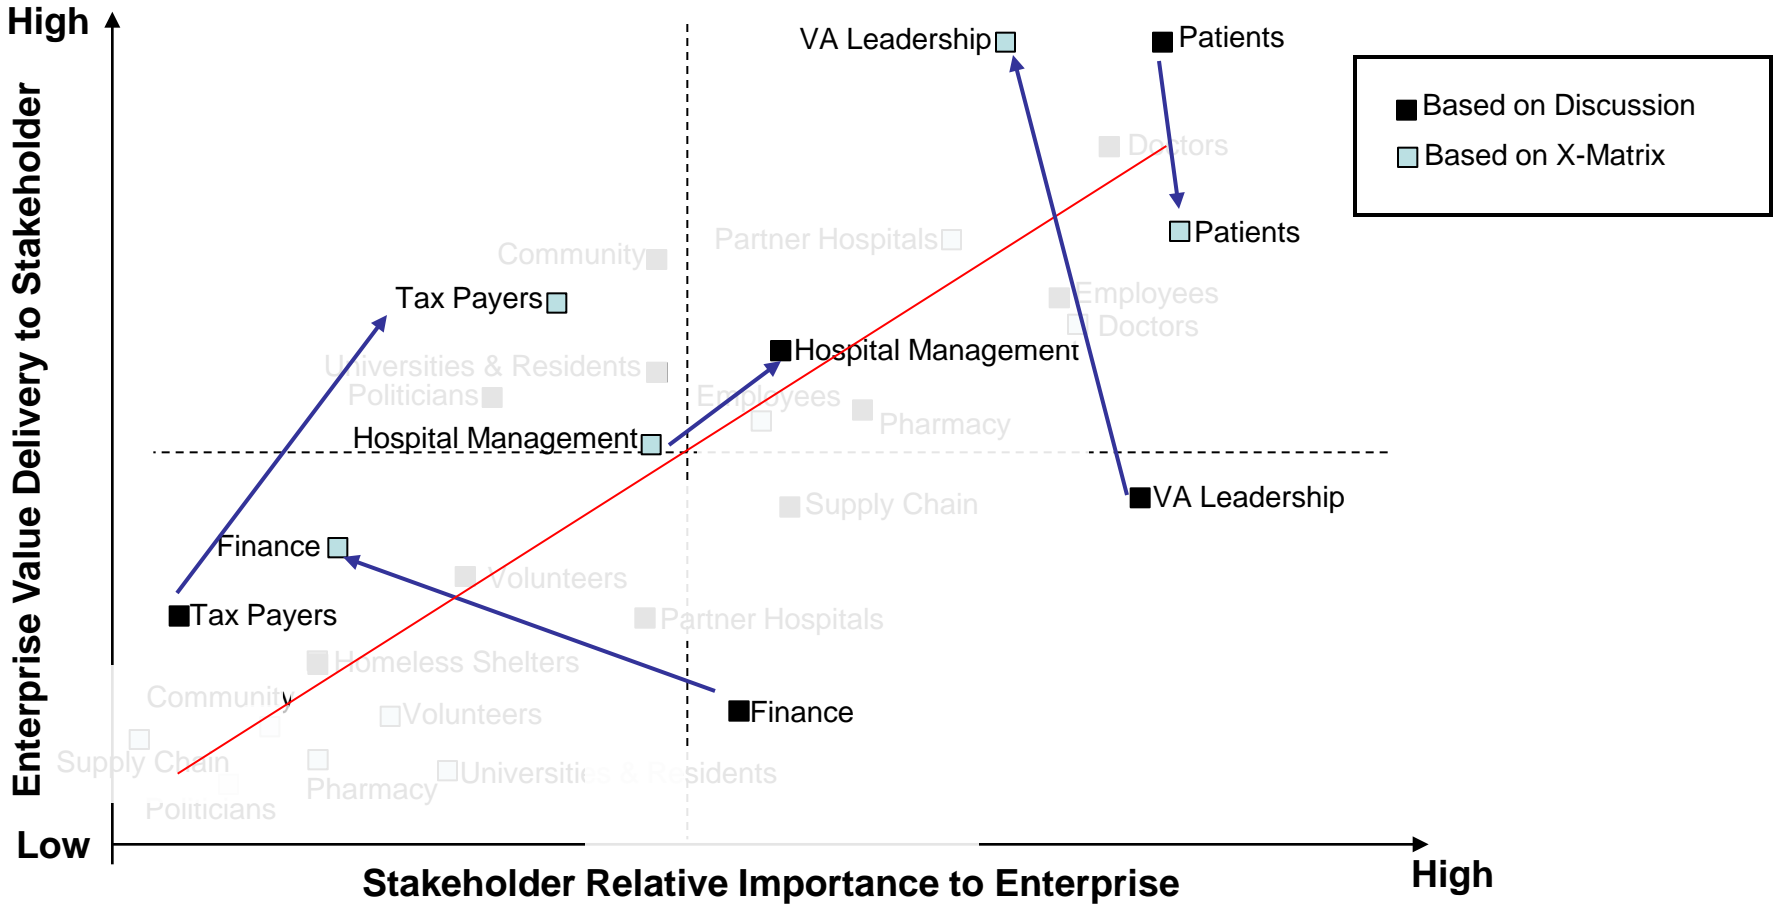 High
VA Leadership
Patients
Based on Discussion
Doctors
Based on X-Matrix
Patients
Partner Hospitals
Community
Tax Payers
Employees
Doctors
Hospital Management
Universities & Residents
Politicians
Employees
Pharmacy
Hospital Management
VA Leadership
Supply Chain
Finance
Volunteers
Tax Payers
Partner Hospitals
Homeless Shelters
Community
Volunteers
Finance
Supply Chain
Universities & Residents
Pharmacy
Politicians
Enterprise Value Delivery to Stakeholder
Low
Stakeholder Relative Importance to Enterprise
High